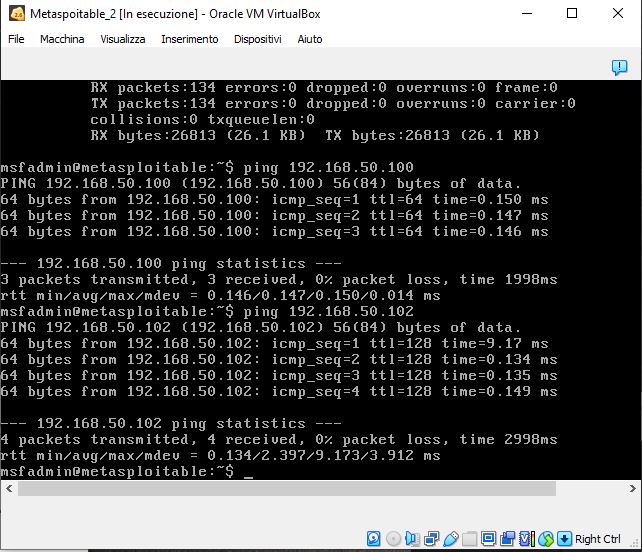 Metaspoitable_2 [In esecuzione] - Oracle VM VirtualBox
File Macchina Visualizza Inserimento Dispositivi Aiuto
RX packets:134 errors:0 dropped:0 overruns:0 frame:0
TX packets:134 errors:0 dropped:0 overruns:0 carrier:0
collisions:0 txqueuelen:0
RX bytes:26813 (26.1 KB)  TX bytes:26813 (26.1 KB)
msfadmin@metasploitable:~$ ping 192.168.50.100
PING 192.168.50.100 (192.168.50.100) 56(84) bytes of data.
64 bytes from 192.168.50.100: icmp_seq=1 ttl=64 time=0.150 ms
64 bytes from 192.168.50.100: icmp_seq=2 ttl=64 time=0.147 ms
64 bytes from 192.168.50.100: icmp_seq=3 ttl=64 time=0.146 ms
--- 192.168.50.100 ping statistics ---
3 packets transmitted, 3 received, 0% packet loss, time 1998ms
rtt min/avg/max/mdev = 0.146/0.147/0.150/0.014 ms
msfadmin@metasploitable:~$ ping 192.168.50.102
PING 192.168.50.102 (192.168.50.102) 56(84) bytes of data.
64 bytes from 192.168.50.102: icmp_seq=1 ttl=128 time=9.17 ms
64 bytes from 192.168.50.102: icmp_seq=2 ttl=128 time=0.134 ms
64 bytes from 192.168.50.102: icmp_seq=3 ttl=128 time=0.135 ms
64 bytes from 192.168.50.102: icmp_seq=4 ttl=128 time=0.149 ms
--- 192.168.50.102 ping statistics ---
4 packets transmitted, 4 received, 0% packet loss, time 2998ms
rtt min/avg/max/mdev = 0.134/2.397/9.173/3.912 ms
msfadmin@metasploitable:~$ _
Right Ctrl